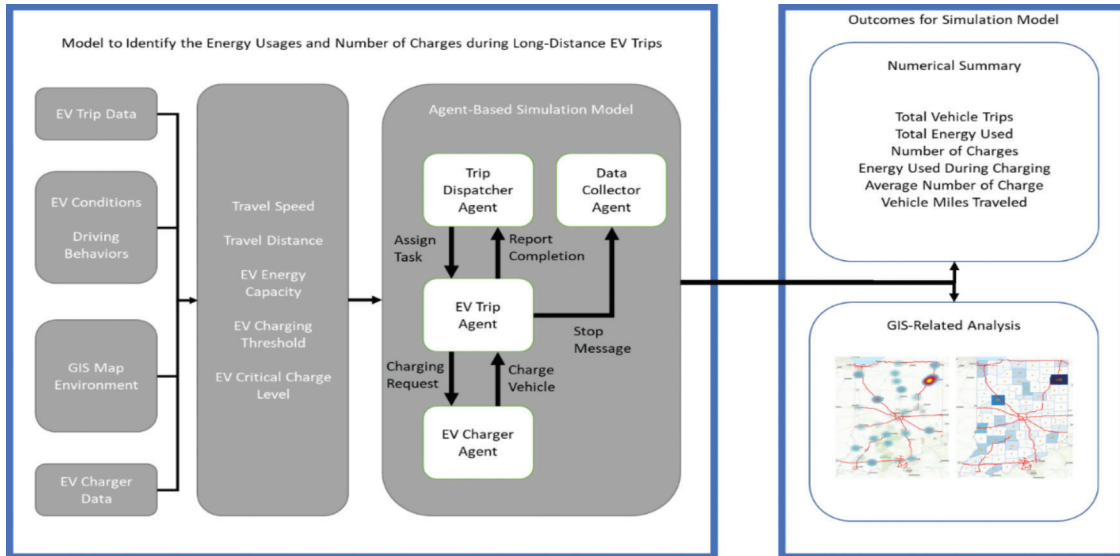 Model to Identify the Energy Usages and Number of Charges during Long-Distance EV Trips
EV Trip Data
EV Conditions
Driving
Behaviors
GIS Map
Environment
EV Charger
Data
Travel Speed
Travel Distance
EV Energy
Capacity
EV Charging
Threshold
EV Critical Charge
Level
Agent-Based Simulation Model
Trip
Dispatcher
Agent
Data
Collector
Agent
Assign
Task
Report
Completion
EV Trip
Agent
Stop
Message
Charging
Request
Charge
Vehicle
EV Charger
Agent
Outcomes for Simulation Model
Numerical Summary
Total Vehicle Trips
Total Energy Used
Number of Charges
Energy Used During Charging
Average Number of Charge
Vehicle Miles Traveled
GIS-Related Analysis